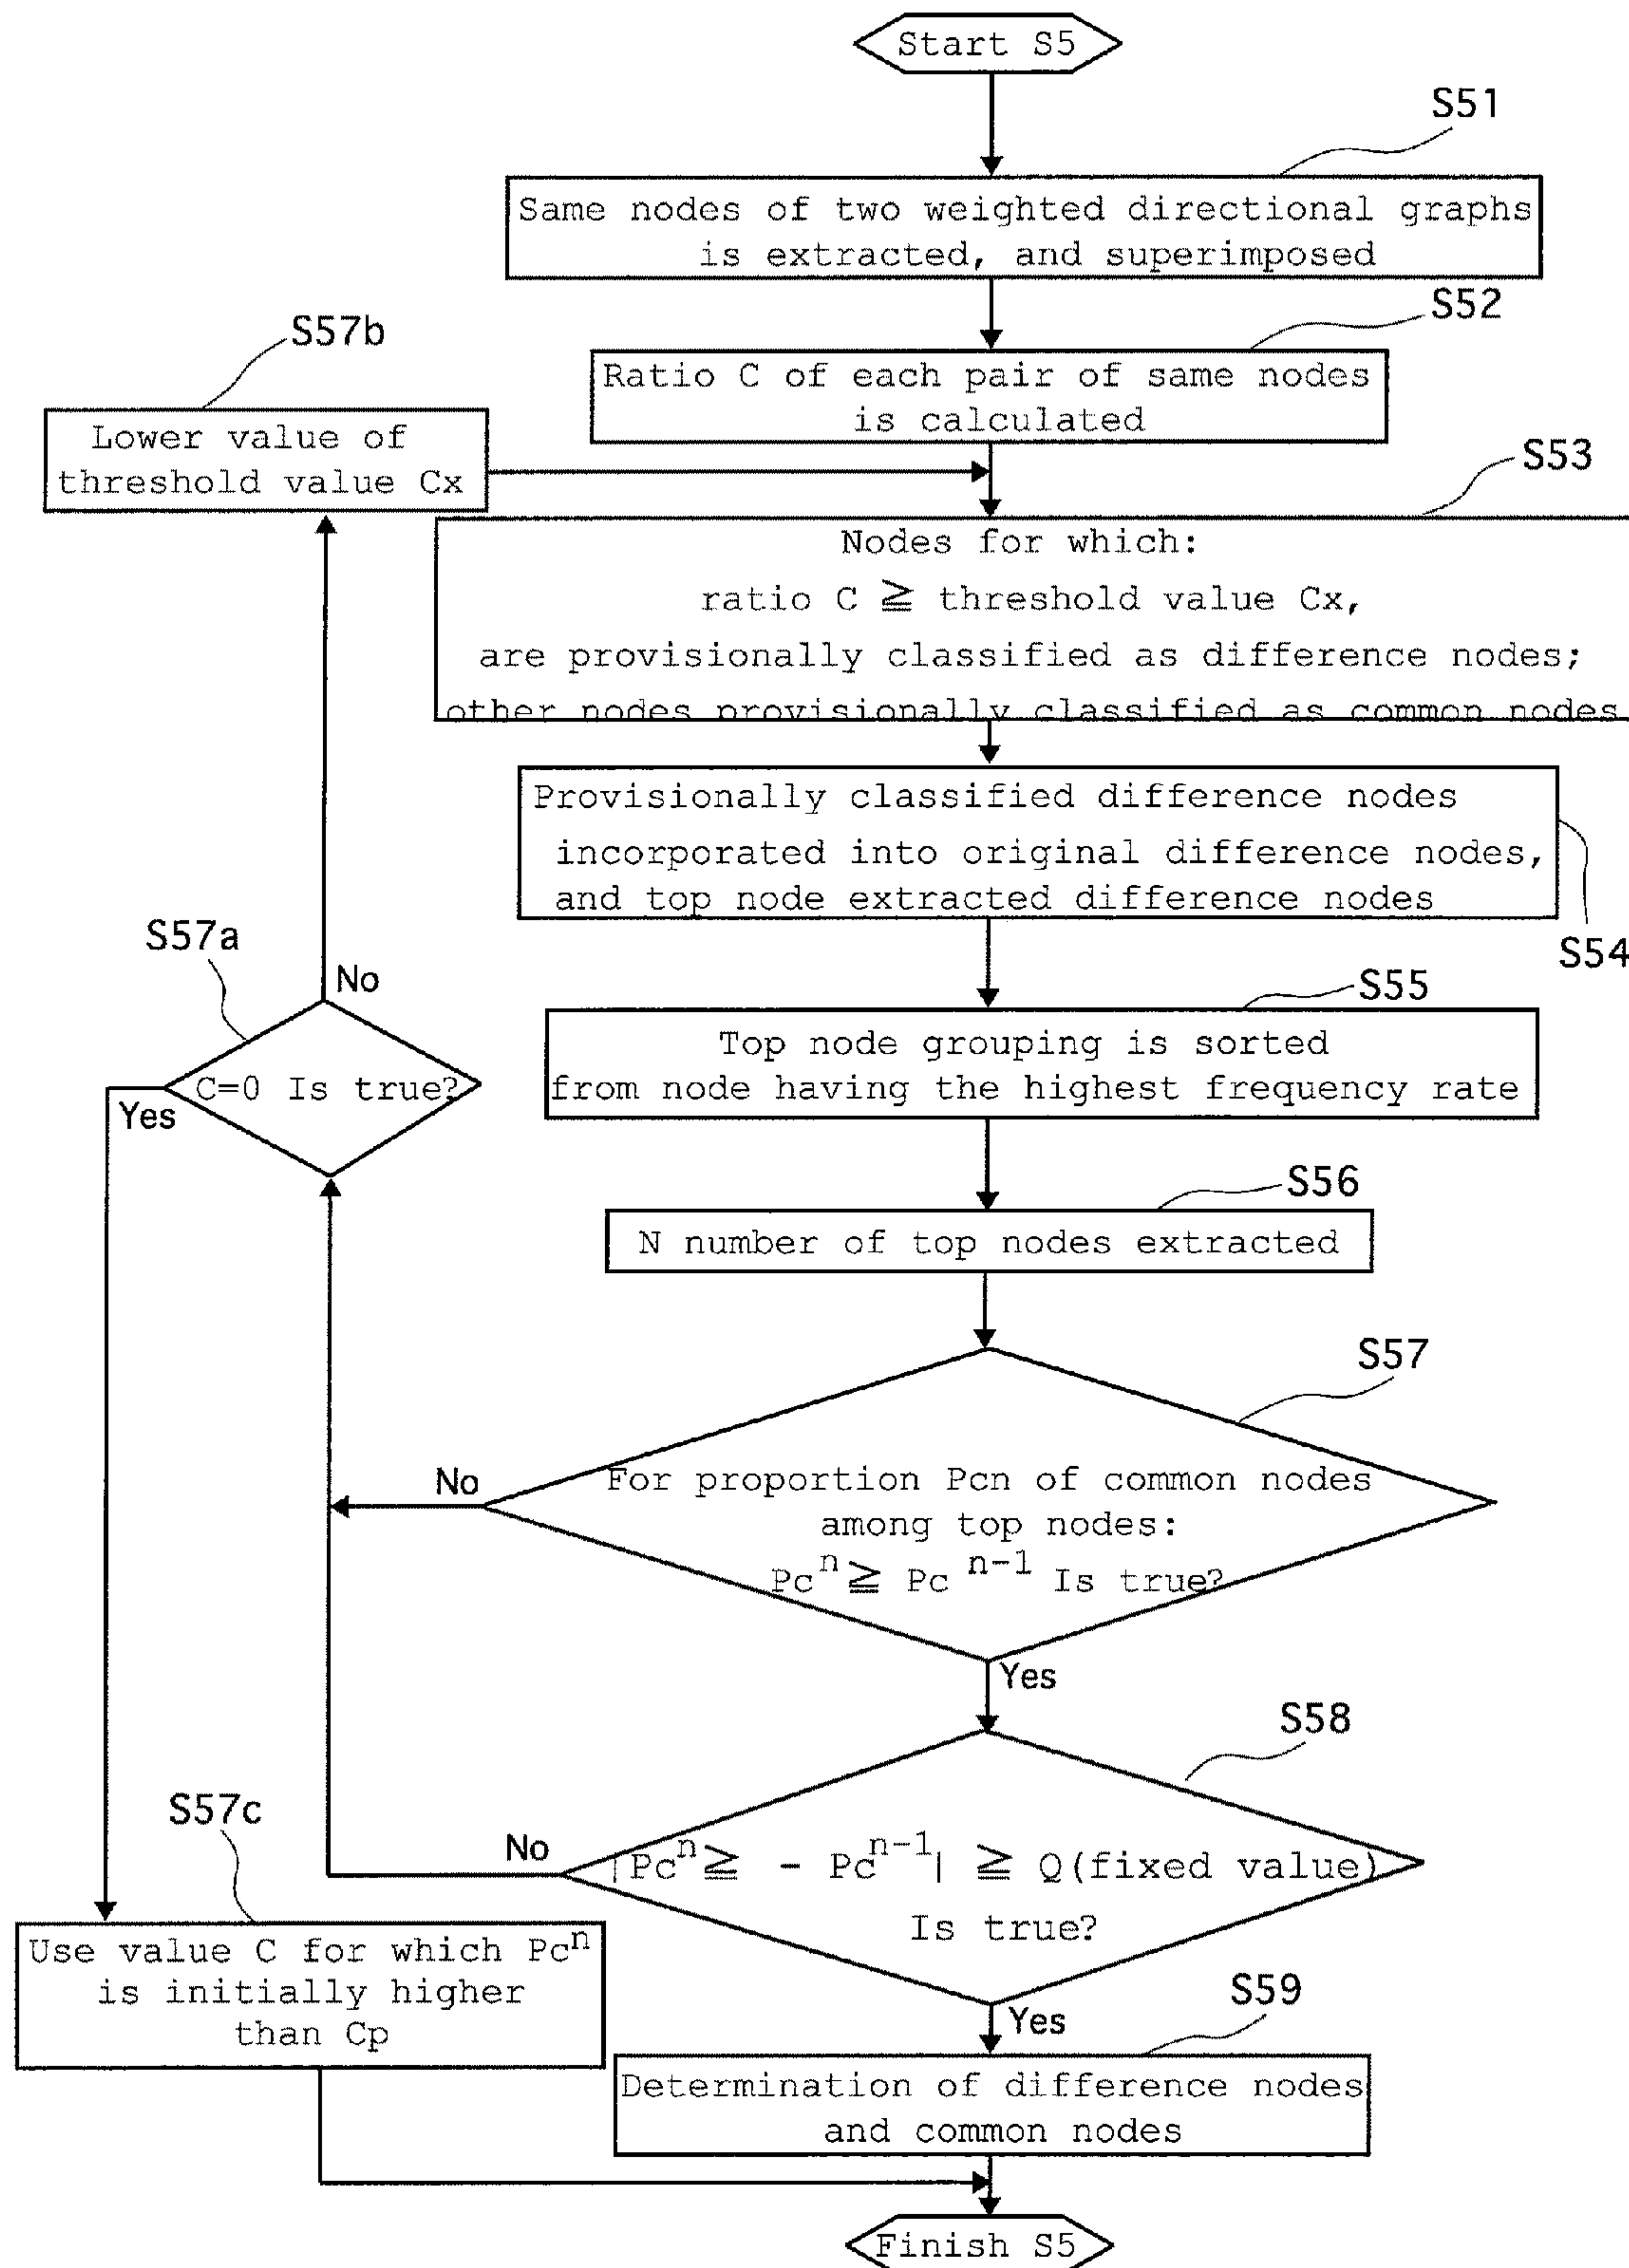 Start S5
S51
Same nodes of two weighted directional graphs
is extracted, and superimposed
S52
Ratio C of each pair of same nodes
is calculated
S57b
Lower value of
threshold value Cx
S53
Nodes for which:
ratio C ≧ threshold value Cx,
are provisionally classified as difference nodes;
other nodes provisionally classified as common nodes
Provisionally classified difference nodes
incorporated into original difference nodes,
and top node extracted difference nodes
S54
S55
Top node grouping is sorted
from node having the highest frequency rate
S57a
No
C=0 Is true?
Yes
S56
N number of top nodes extracted
S57
For proportion Pcn of common nodes
among top nodes:
Pc^n ≧ Pc^n-1 Is true?
No
Yes
S58
|Pc^n ≧ - Pc^n-1| ≧ Q(fixed value)
Is true?
No
Yes
S57c
Use value C for which Pc^n
is initially higher
than Cp
S59
Determination of difference nodes
and common nodes
Finish S5